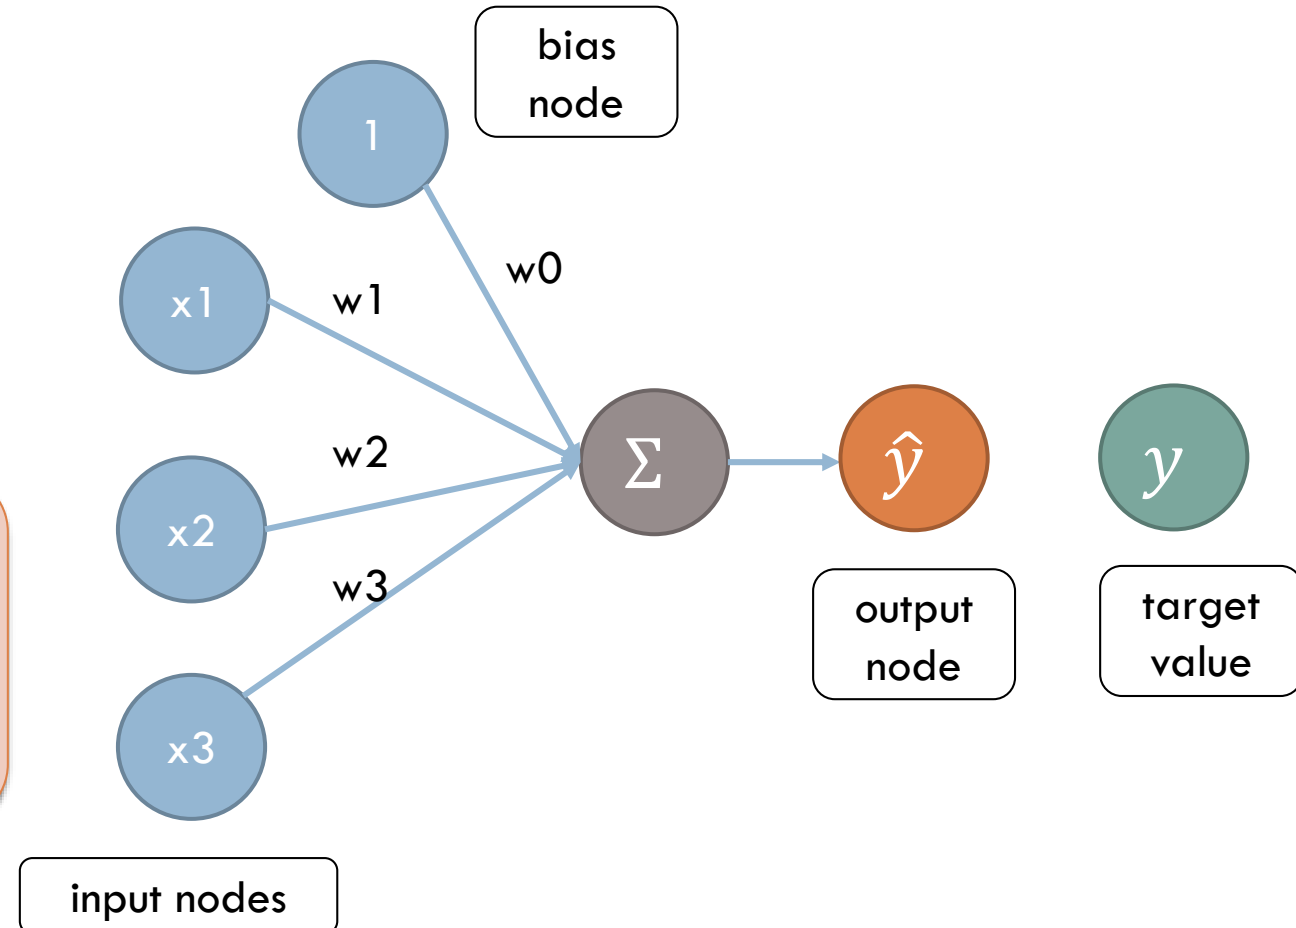 bias
node
1
w0
x1
w1
w2
Σ
ŷ
y
x2
w3
output
node
target
value
x3
input nodes